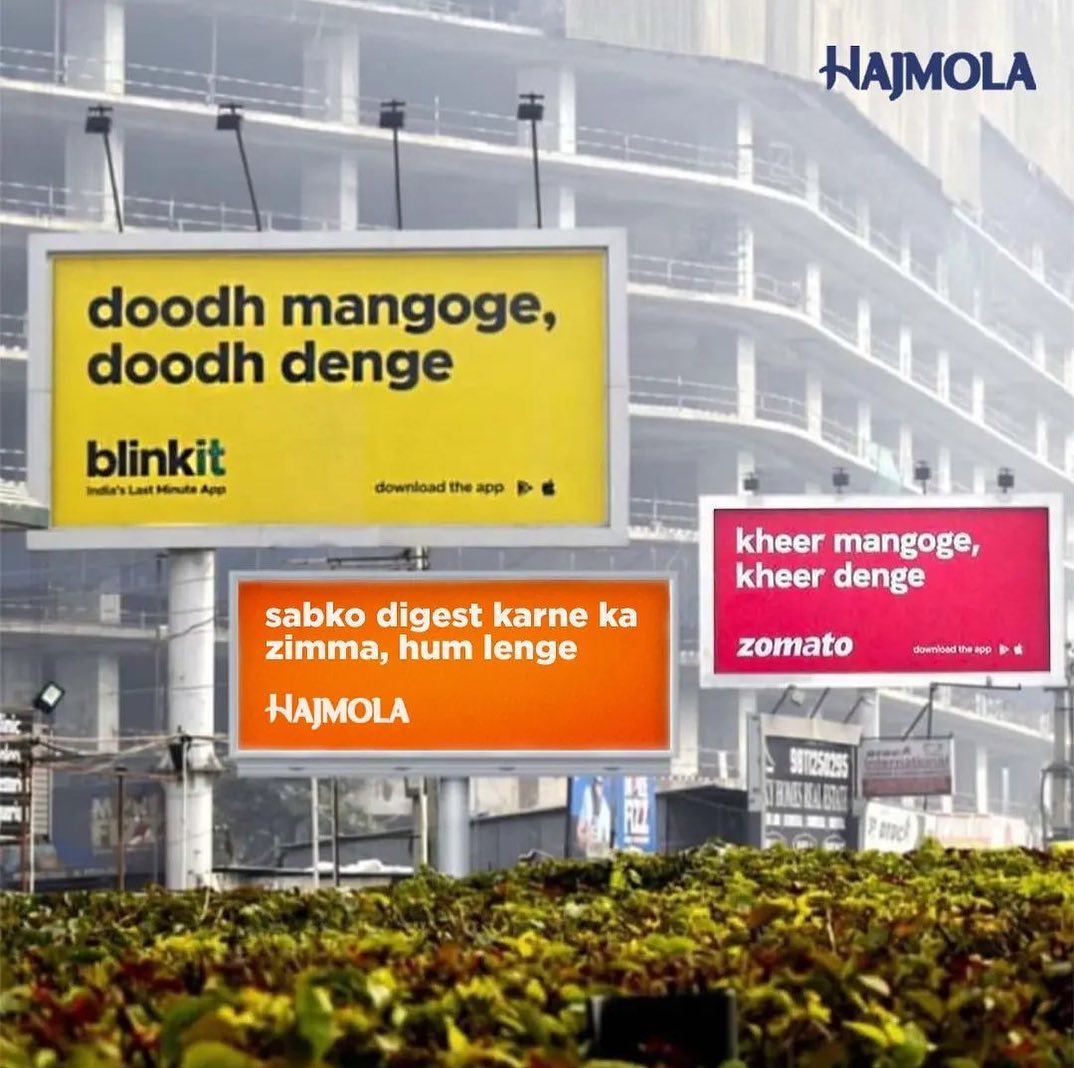 HAJMOLA
doodh mangoge,
doodh denge
blinkit
India's Last Minute App
download the app
kheer mangoge,
kheer denge
zomato
download the app
sabko digest karne ka
zimma, hum lenge
HAJMOLA
9811250295